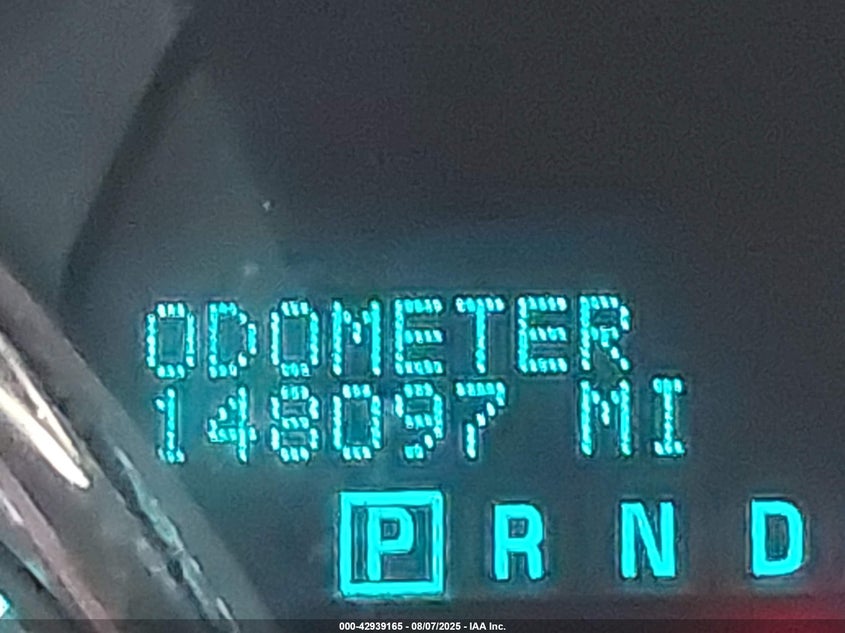 ODOMETER
148097 MI
P R N D
000-42939165 - 08/07/2025 - IAA Inc.